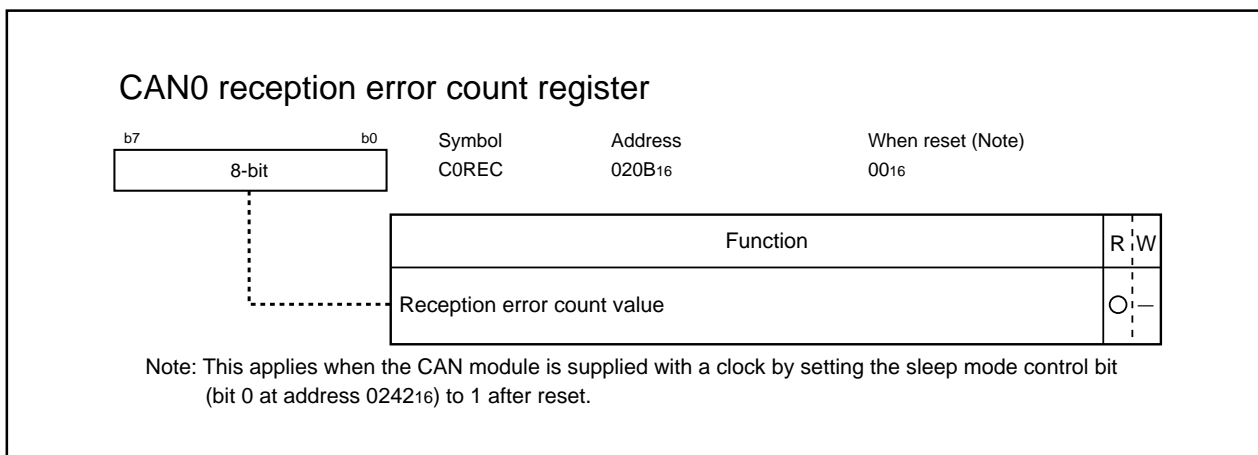 CAN0 reception error count register
b7 b0 Symbol Address When reset (Note)
8-bit C0REC 020B16 0016
Function R W
Reception error count value ○ —
Note: This applies when the CAN module is supplied with a clock by setting the sleep mode control bit
(bit 0 at address 024216) to 1 after reset.